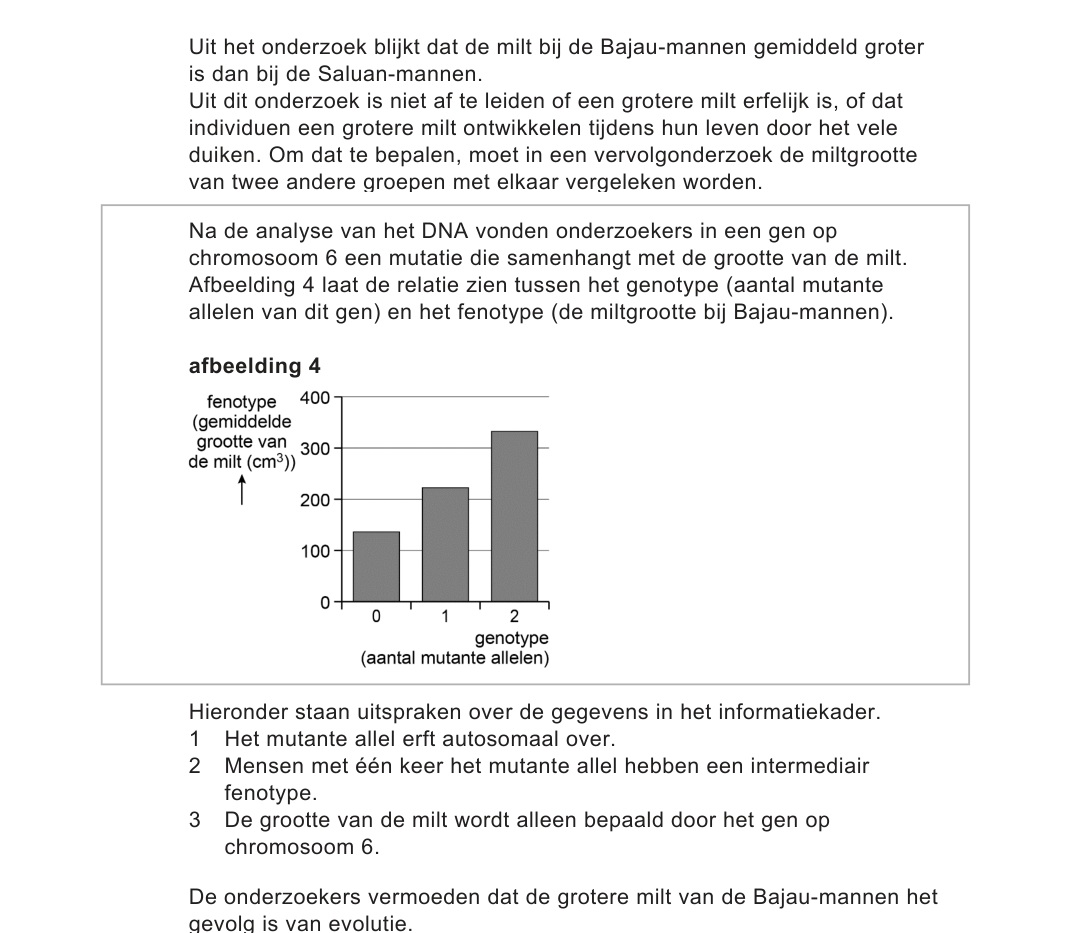 Uit het onderzoek blijkt dat de milt bij de Bajau-mannen gemiddeld groter
is dan bij de Saluan-mannen.
Uit dit onderzoek is niet af te leiden of een grotere milt erfelijk is, of dat
individuen een grotere milt ontwikkelen tijdens hun leven door het vele
duiken. Om dat te bepalen, moet in een vervolgonderzoek de miltgrootte
van twee andere groepen met elkaar vergeleken worden.
Na de analyse van het DNA vonden onderzoekers in een gen op
chromosoom 6 een mutatie die samenhangt met de grootte van de milt.
Afbeelding 4 laat de relatie zien tussen het genotype (aantal mutante
allelen van dit gen) en het fenotype (de miltgrootte bij Bajau-mannen).
afbeelding 4
fenotype
(gemiddelde
grootte van
de milt (cm³))
400
300
200
100
0
0 1 2
genotype
(aantal mutante allelen)
Hieronder staan uitspraken over de gegevens in het informatiekader.
1 Het mutante allel erft autosomaal over.
2 Mensen met één keer het mutante allel hebben een intermediair
fenotype.
3 De grootte van de milt wordt alleen bepaald door het gen op
chromosoom 6.
De onderzoekers vermoeden dat de grotere milt van de Bajau-mannen het
gevolg is van evolutie.